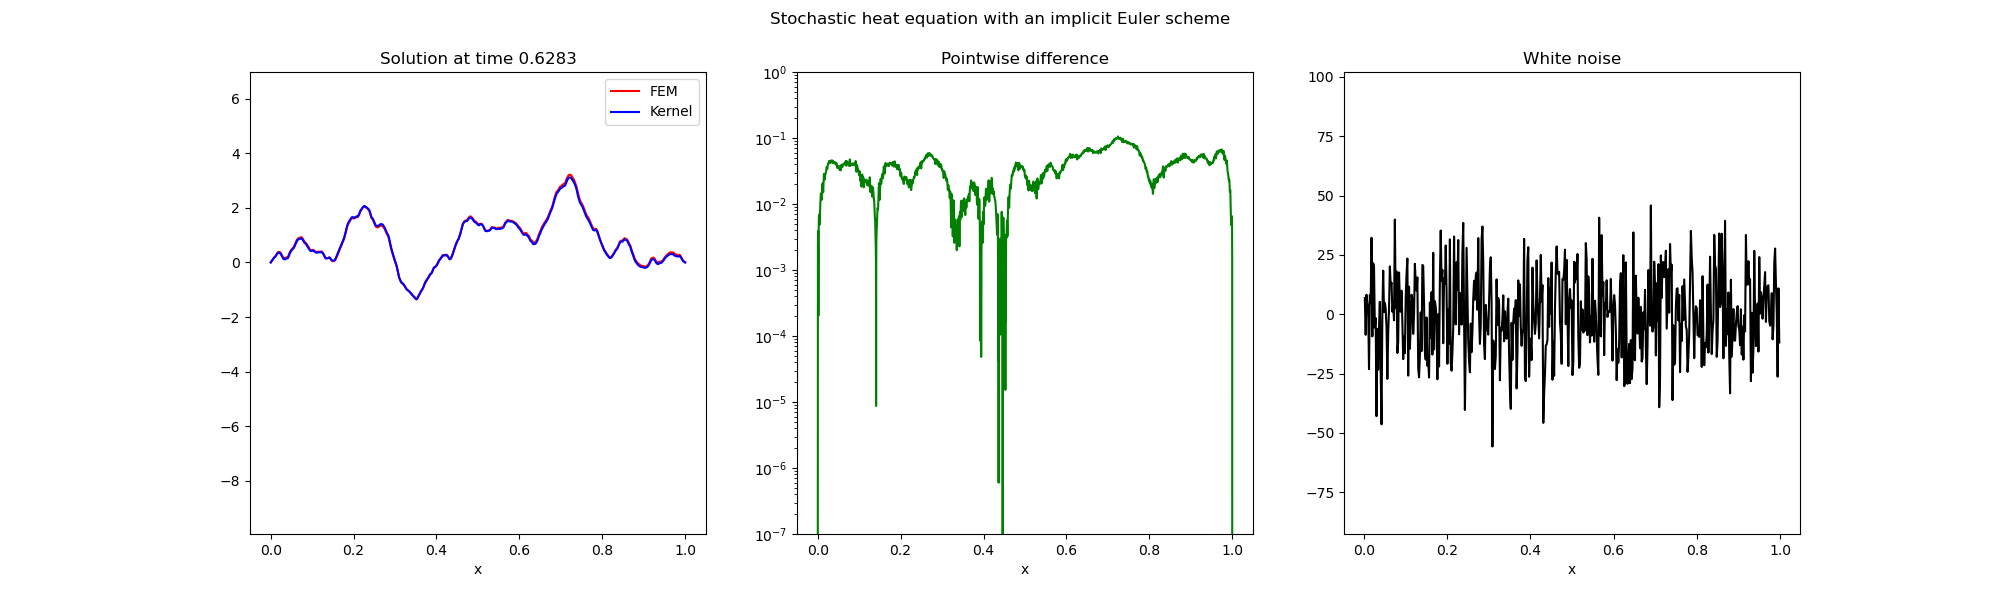 Stochastic heat equation with an implicit Euler scheme
Solution at time 0.6283
FEM
Kernel
6
4
2
0
−2
−4
−6
−8
0.0 0.2 0.4 0.6 0.8 1.0
x
Pointwise difference
10⁰
10⁻¹
10⁻²
10⁻³
10⁻⁴
10⁻⁵
10⁻⁶
10⁻⁷
0.0 0.2 0.4 0.6 0.8 1.0
x
White noise
100
75
50
25
0
−25
−50
−75
0.0 0.2 0.4 0.6 0.8 1.0
x